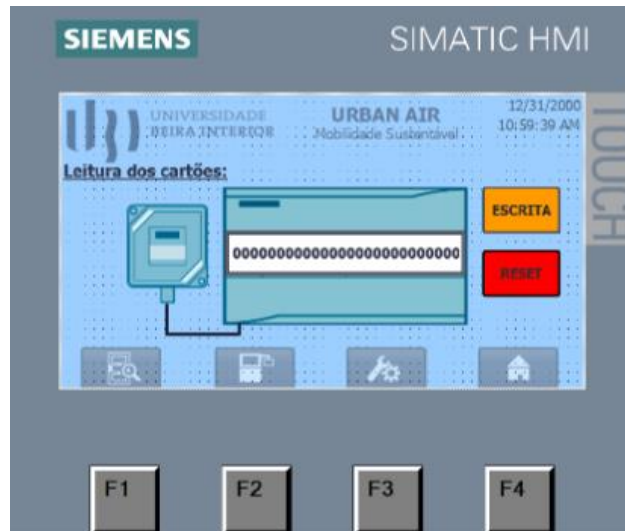 SIEMENS
SIMATIC HMI
TOUCH
UNIVERSIDADE
BEIRA INTERIOR
URBAN AIR
Mobilidade Sustentável
12/31/2000
10:59:39 AM
Leitura dos cartões:
ESCRITA
RESET
F1
F2
F3
F4